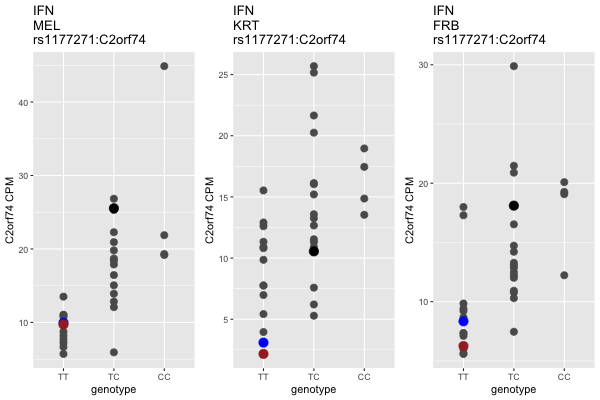 IFN
MEL
rs1177271:C2orf74
C2orf74 CPM
40
30
20
10
TT
TC
CC
genotype
IFN
KRT
rs1177271:C2orf74
C2orf74 CPM
25
20
15
10
5
TT
TC
CC
genotype
IFN
FRB
rs1177271:C2orf74
C2orf74 CPM
30
20
10
TT
TC
CC
genotype